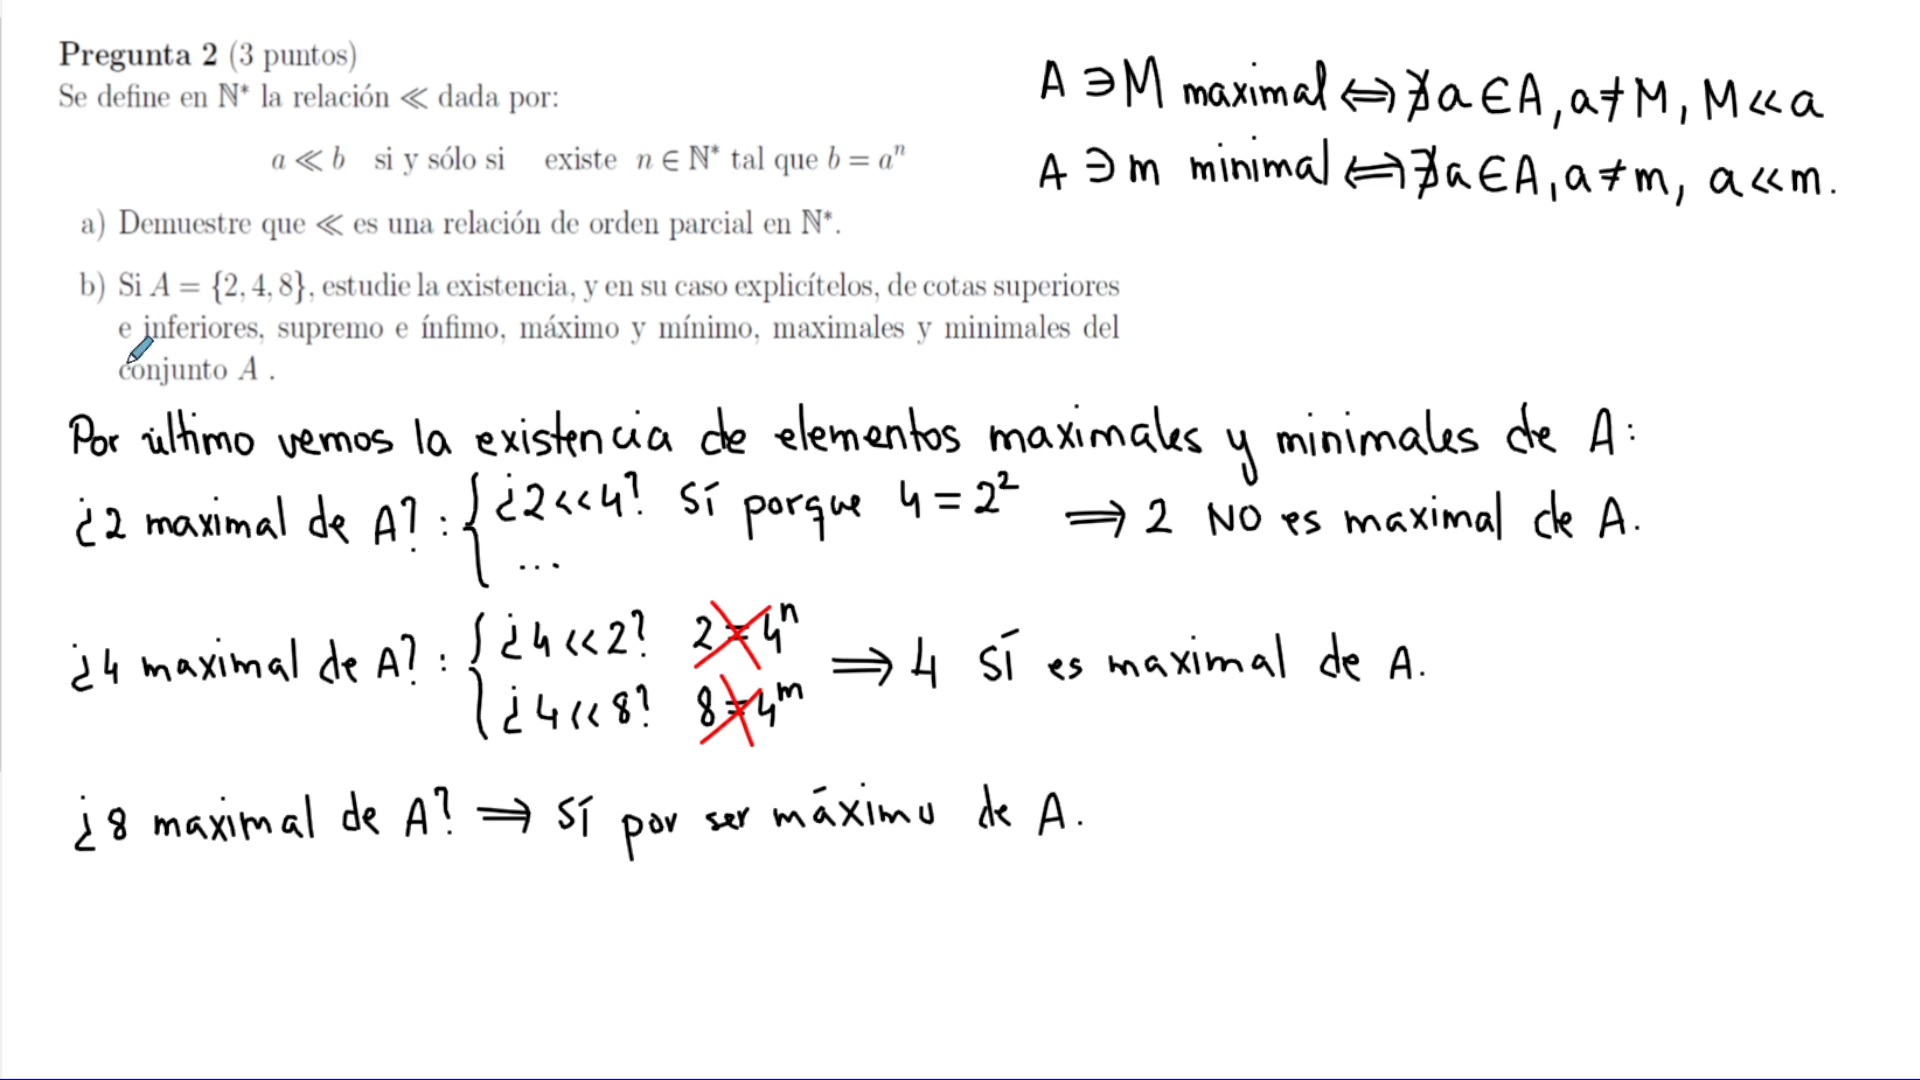 Pregunta 2 (3 puntos)
Se define en ℕ* la relación ≪ dada por:
a ≪ b si y sólo si existe n ∈ ℕ* tal que b = aⁿ
a) Demuestre que ≪ es una relación de orden parcial en ℕ*.
b) Si A = {2, 4, 8}, estudie la existencia, y en su caso explicítelos, de cotas superiores
e inferiores, supremo e ínfimo, máximo y mínimo, maximales y minimales del
conjunto A .
A ∋ M maximal ⟺ ∄ a ∈ A, a ≠ M, M << a
A ∋ m minimal ⟺ ∄ a ∈ A, a ≠ m, a << m.
Por último vemos la existencia de elementos maximales y minimales de A:
¿2 maximal de A? : { ¿2 << 4? SÍ porque 4 = 2² ⟹ 2 NO es maximal de A.
...
¿4 maximal de A? : { ¿4 << 2? 2 = 4ⁿ ⟹ 4 SÍ es maximal de A.
¿4 << 8? 8 = 4ᵐ
¿8 maximal de A? ⟹ SÍ por ser máximo de A.